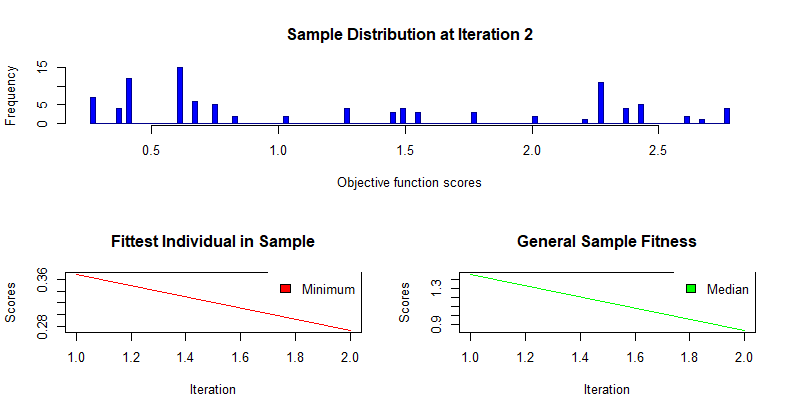 Sample Distribution at Iteration 2
Frequency
15
5
0
0.5 1.0 1.5 2.0 2.5
Objective function scores
Fittest Individual in Sample
Scores
0.36
0.28
Minimum
1.0 1.2 1.4 1.6 1.8 2.0
Iteration
General Sample Fitness
Scores
1.3
0.9
Median
1.0 1.2 1.4 1.6 1.8 2.0
Iteration